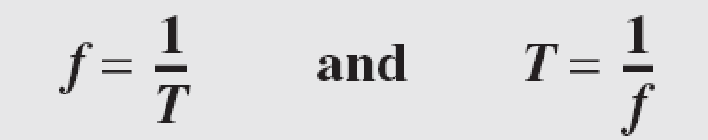 f = 1/T and T = 1/f